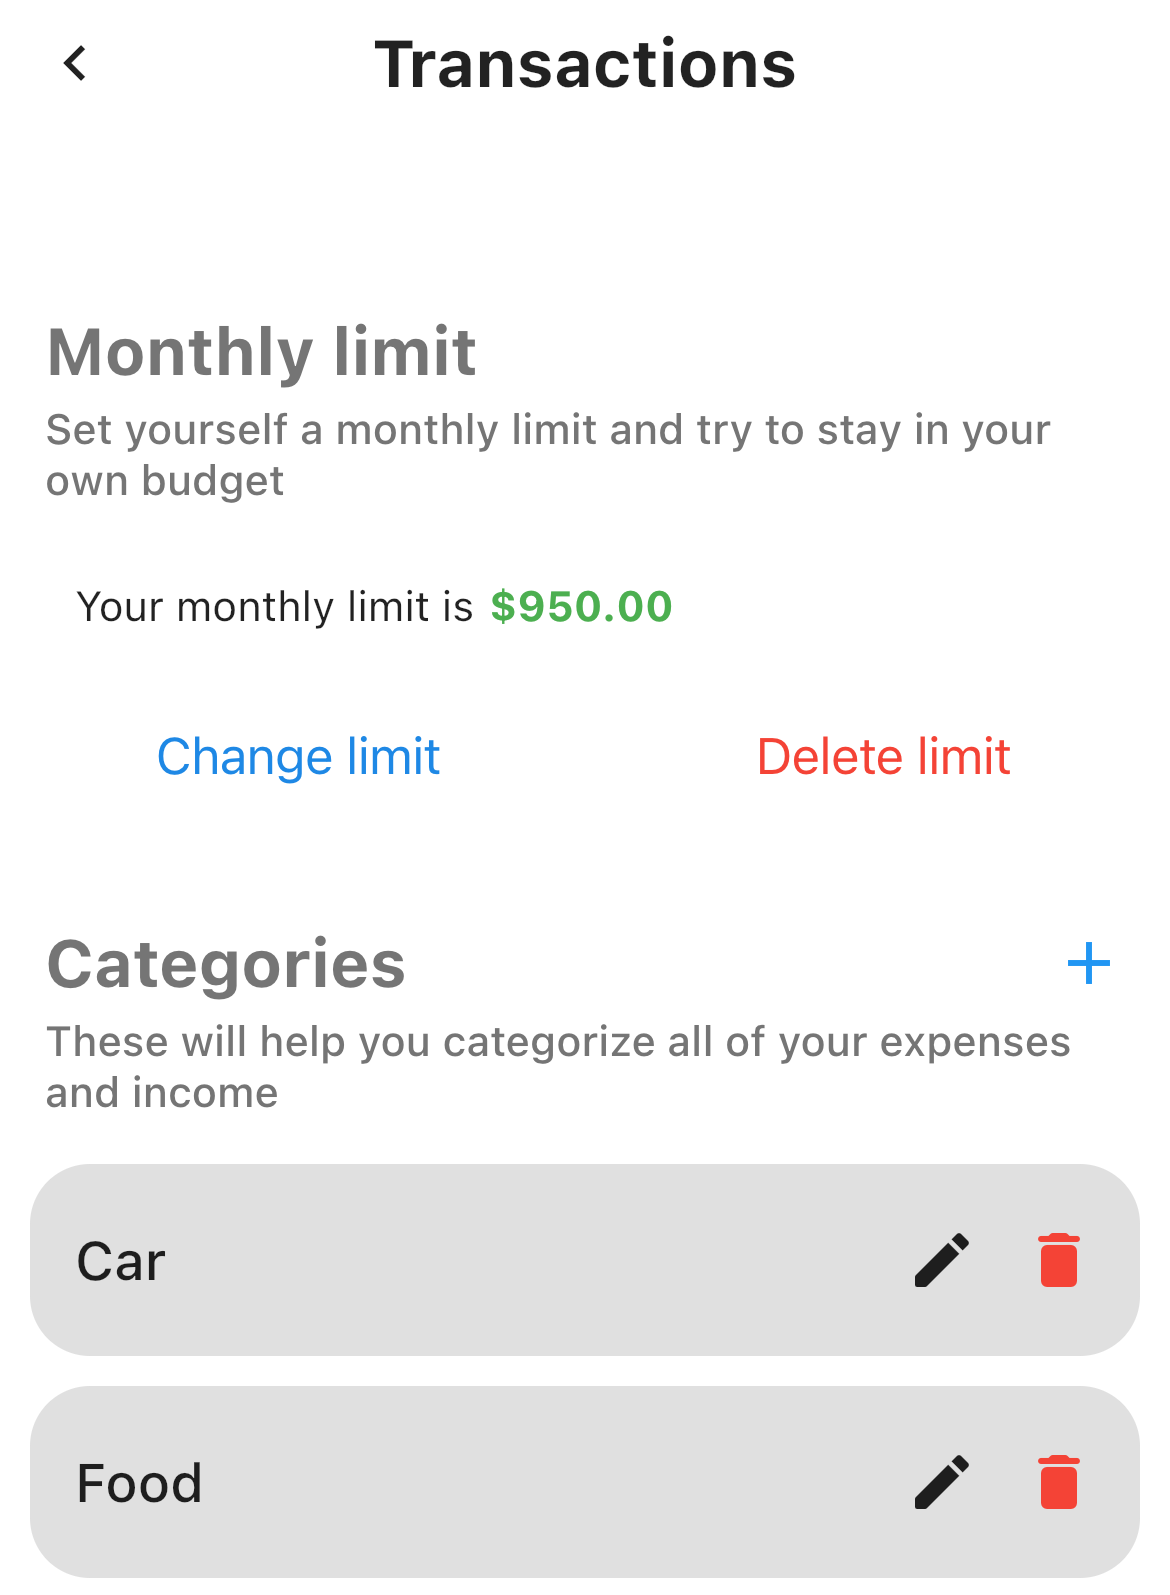 Transactions
Monthly limit
Set yourself a monthly limit and try to stay in your
own budget
Your monthly limit is $950.00
Change limit
Delete limit
Categories
These will help you categorize all of your expenses
and income
Car
Food